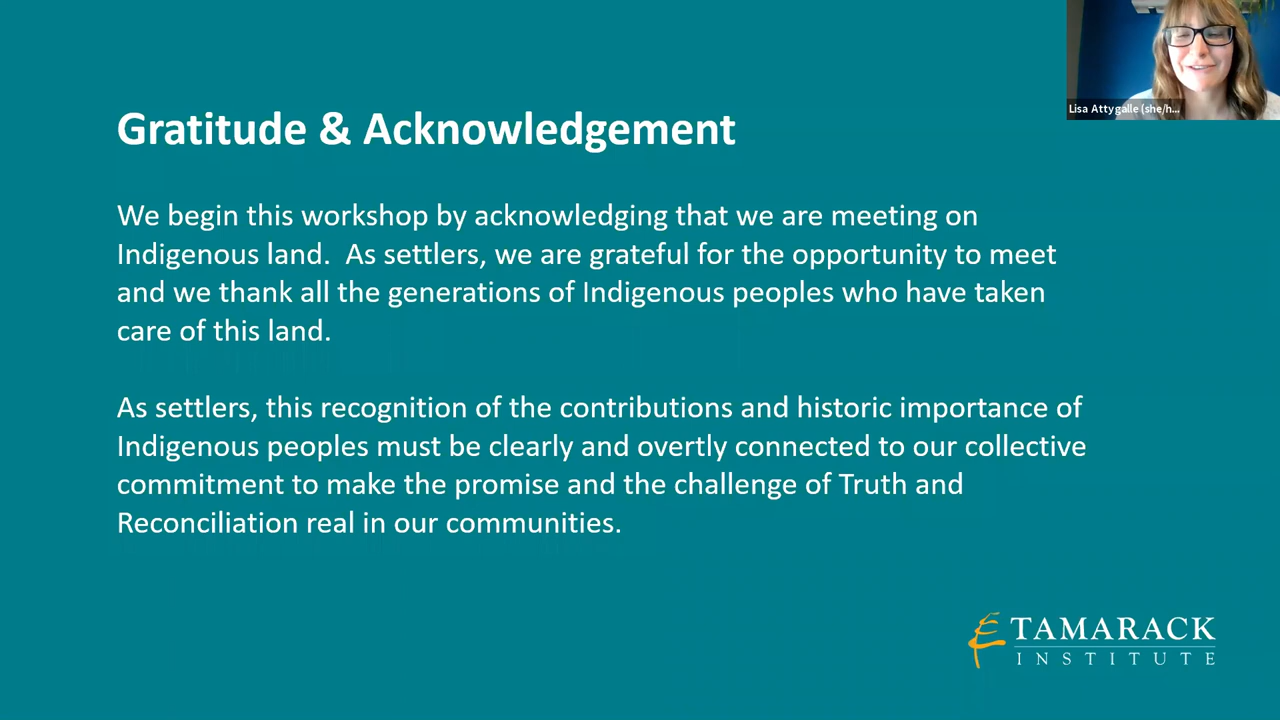 Lisa Attygalle (she/h...
Gratitude & Acknowledgement
We begin this workshop by acknowledging that we are meeting on
Indigenous land.  As settlers, we are grateful for the opportunity to meet
and we thank all the generations of Indigenous peoples who have taken
care of this land.
As settlers, this recognition of the contributions and historic importance of
Indigenous peoples must be clearly and overtly connected to our collective
commitment to make the promise and the challenge of Truth and
Reconciliation real in our communities.
TAMARACK
INSTITUTE